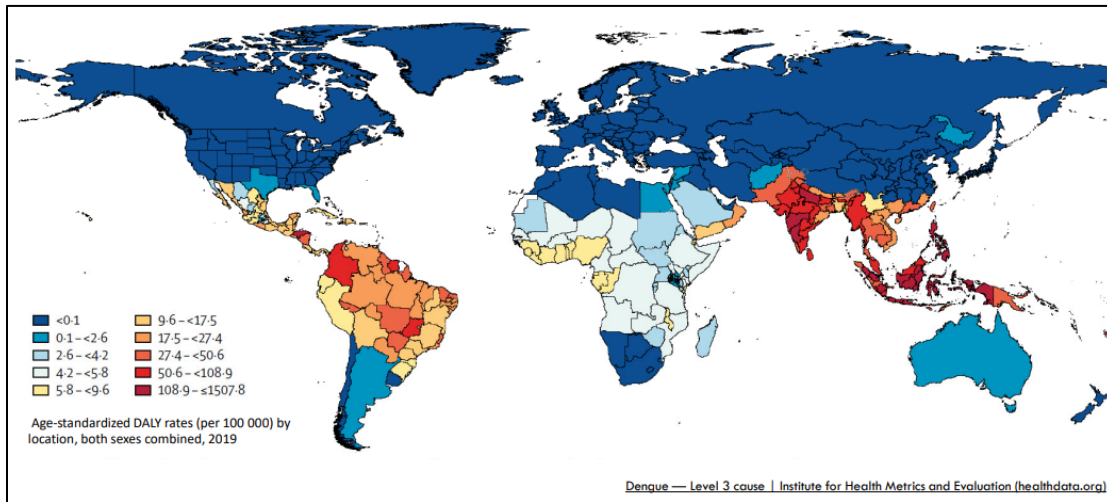 <0·1
0·1 – <2·6
2·6 – <4·2
4·2 – <5·8
5·8 – <9·6
9·6 – <17·5
17·5 – <27·4
27·4 – <50·6
50·6 – <108·9
108·9 – ≤1507·8
Age-standardized DALY rates (per 100 000) by
location, both sexes combined, 2019
Dengue — Level 3 cause | Institute for Health Metrics and Evaluation (healthdata.org)